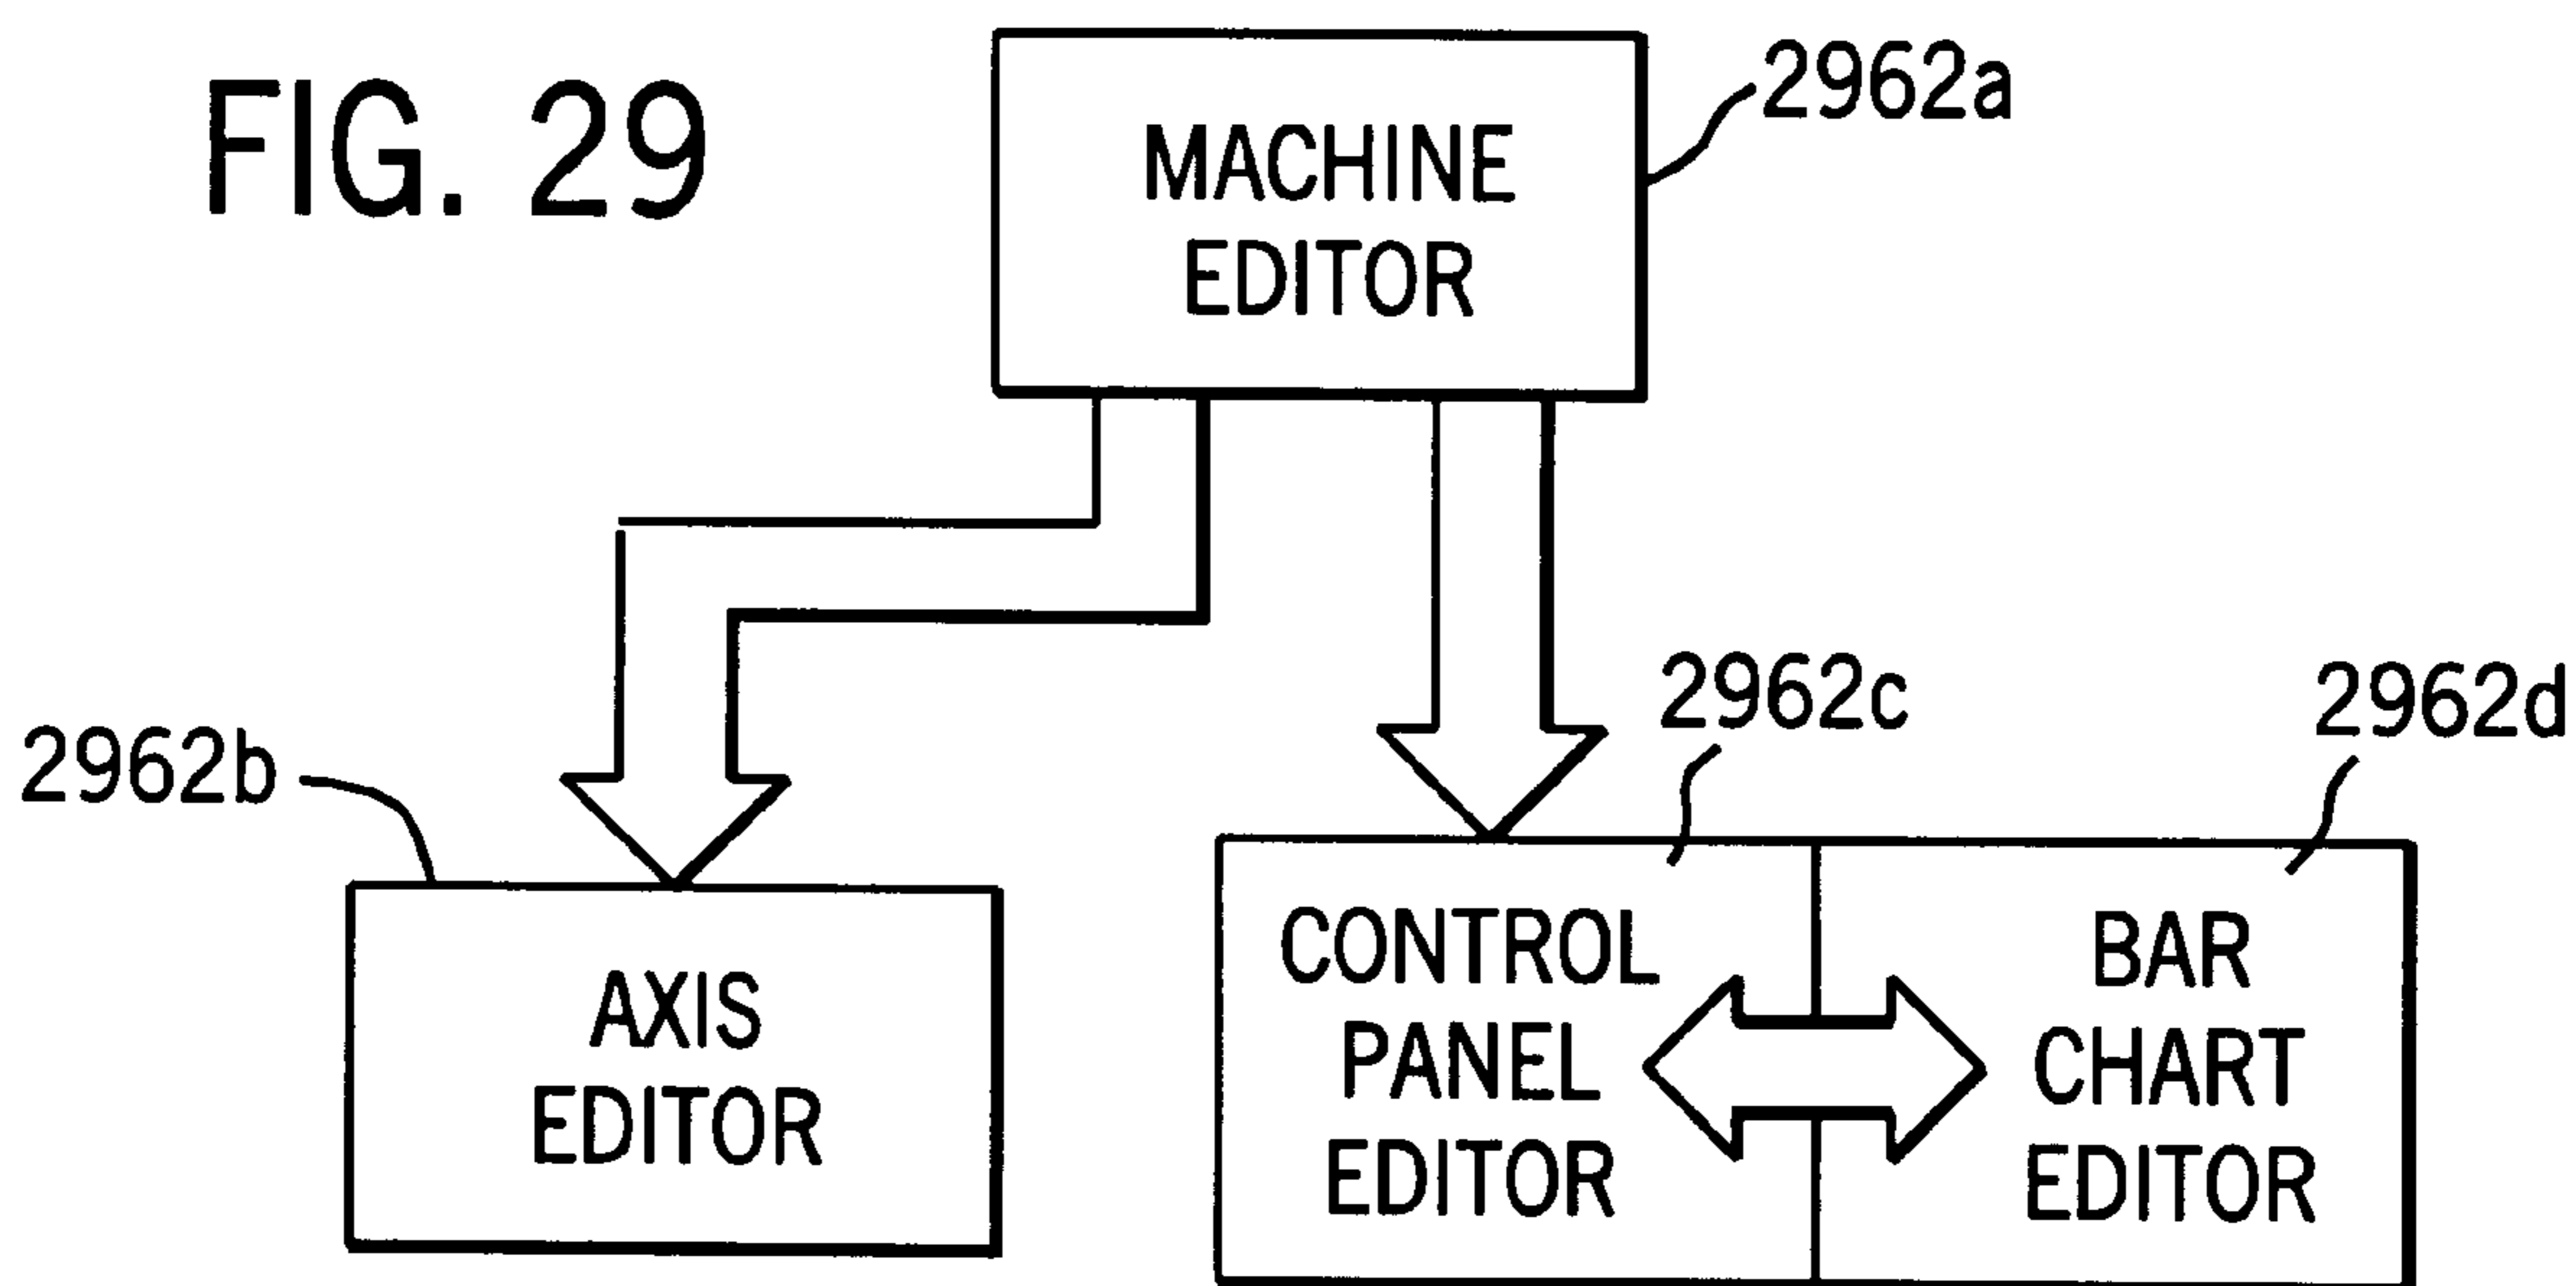 FIG. 29
2962a
MACHINE
EDITOR
2962b
2962c
2962d
AXIS
EDITOR
CONTROL
PANEL
EDITOR
BAR
CHART
EDITOR